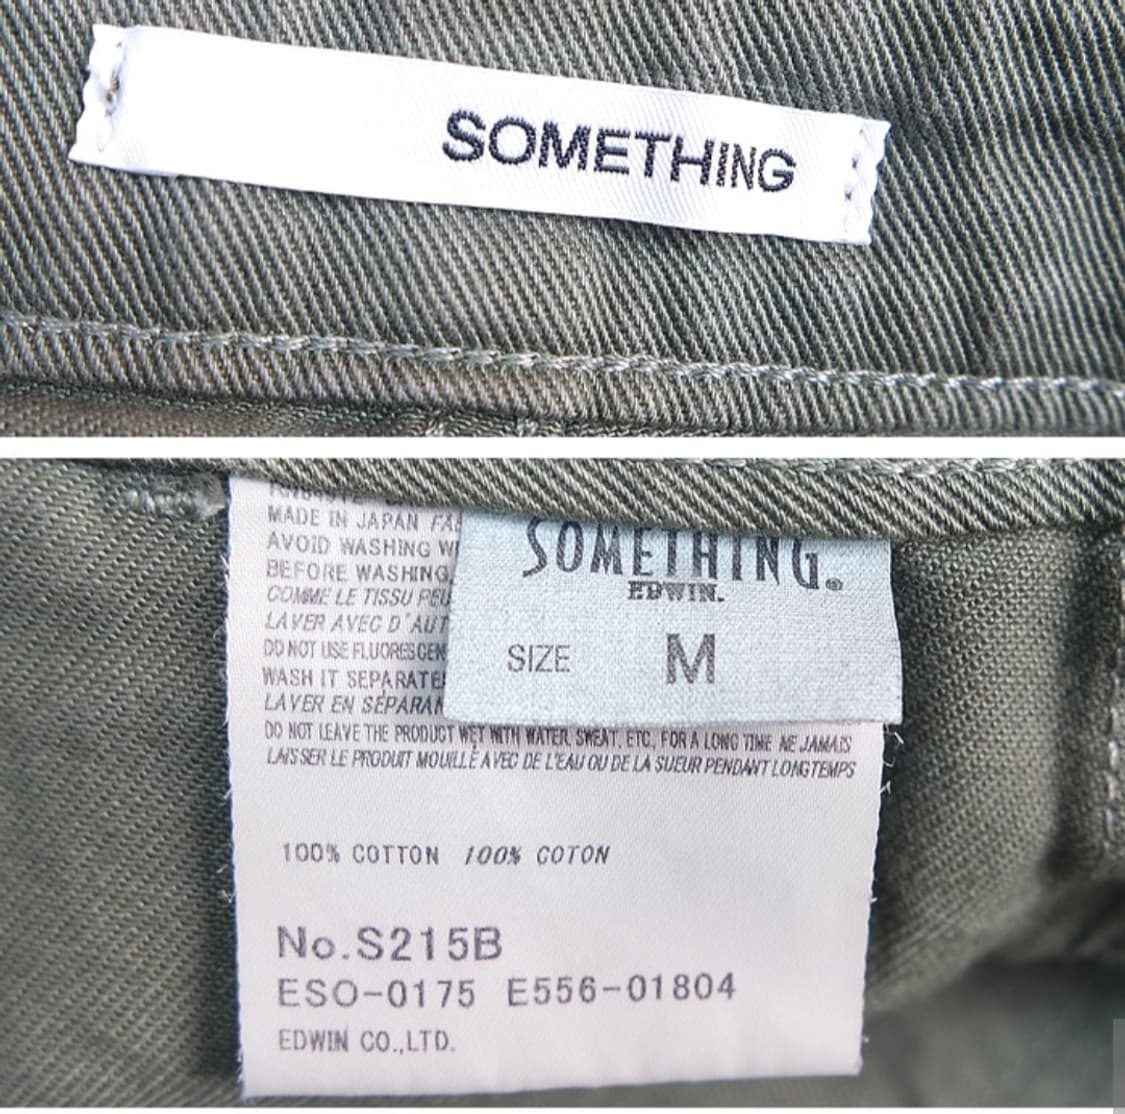 SOMETHING
MADE IN JAPAN
AVOID WASHING
BEFORE WASHING
COMME LE TISSU
LAVER AVEC D'AUT
DO NOT USE FLUORESCEN
WASH IT SEPARATE
LAVER EN SÉPARAN
DO NOT LEAVE THE PRODUCT WET WITH WATER, SWEAT, ETC., FOR A LONG TIME NE JAMAIS
LAISSER LE PRODUIT MOUILLÉ AVEC DE L'EAU OU DE LA SUEUR PENDANT LONGTEMPS
SOMETHING.
EDWIN.
SIZE M
100% COTTON 100% COTON
No.S215B
ESO-0175 E556-01804
EDWIN CO.,LTD.